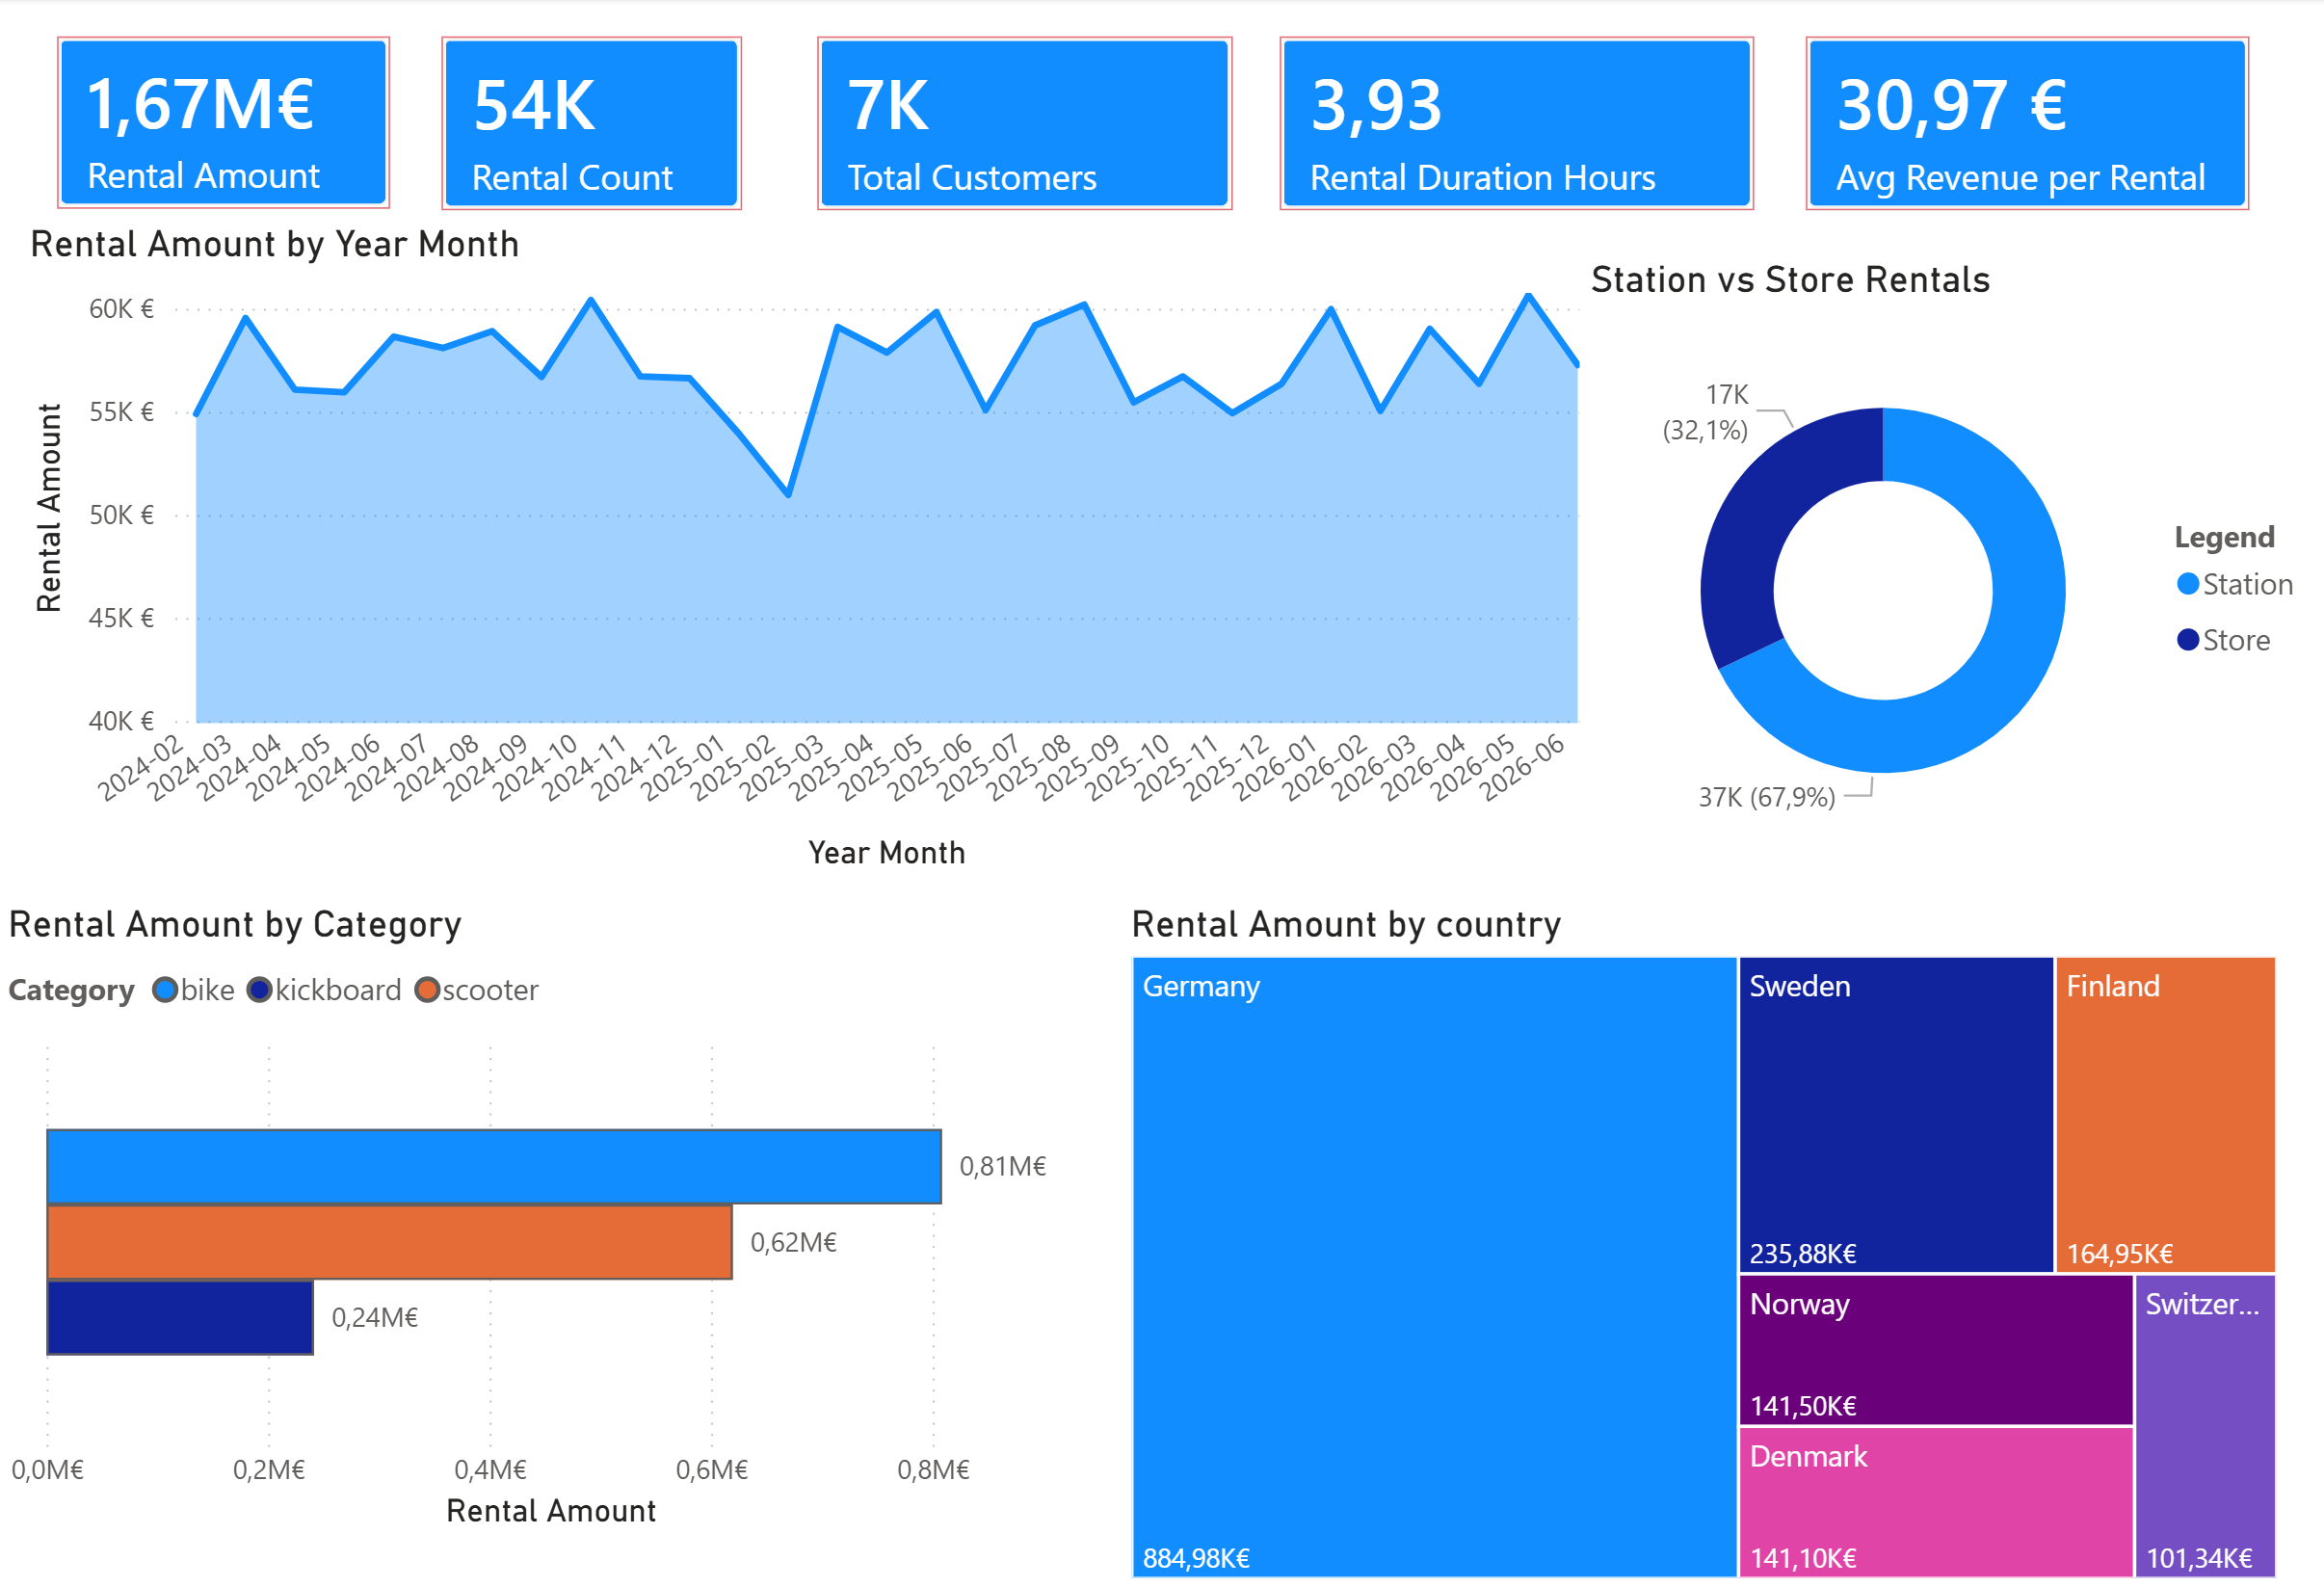 1,67M€
Rental Amount
54K
Rental Count
7K
Total Customers
3,93
Rental Duration Hours
30,97 €
Avg Revenue per Rental
Rental Amount by Year Month
60K €
55K €
50K €
45K €
40K €
Rental Amount
2024-02
2024-03
2024-04
2024-05
2024-06
2024-07
2024-08
2024-09
2024-10
2024-11
2024-12
2025-01
2025-02
2025-03
2025-04
2025-05
2025-06
2025-07
2025-08
2025-09
2025-10
2025-11
2025-12
2026-01
2026-02
2026-03
2026-04
2026-05
2026-06
Year Month
Station vs Store Rentals
17K
(32,1%)
37K (67,9%)
Legend
Station
Store
Rental Amount by Category
Category bike kickboard scooter
0,81M€
0,62M€
0,24M€
0,0M€ 0,2M€ 0,4M€ 0,6M€ 0,8M€
Rental Amount
Rental Amount by country
Germany
884,98K€
Sweden
235,88K€
Finland
164,95K€
Norway
141,50K€
Denmark
141,10K€
Switzer...
101,34K€